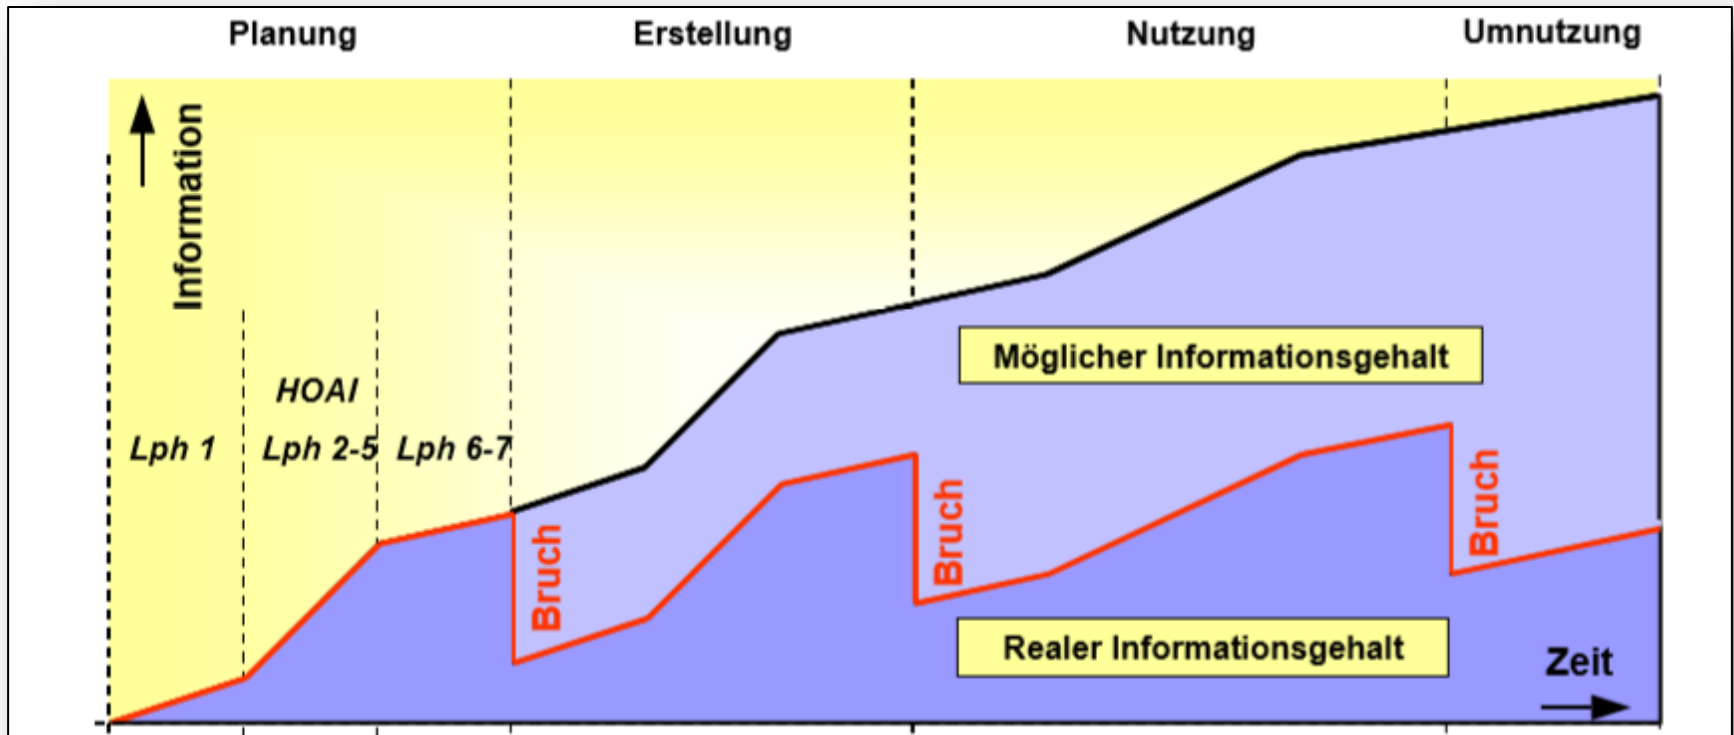 Planung
Erstellung
Nutzung
Umnutzung
Information
HOAI
Lph 1
Lph 2-5
Lph 6-7
Möglicher Informationsgehalt
Bruch
Bruch
Bruch
Realer Informationsgehalt
Zeit